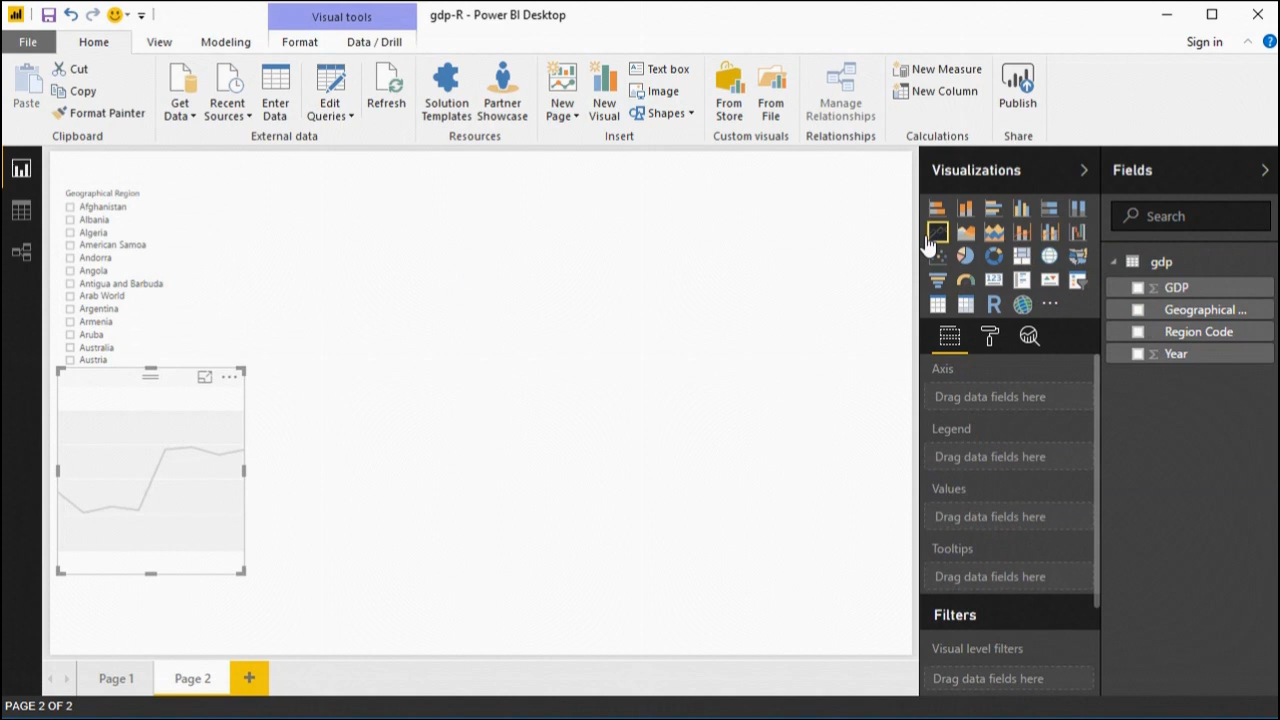 Visual tools
gdp-R - Power BI Desktop
File Home View Modeling Format Data / Drill Sign in
Paste
Cut
Copy
Format Painter
Clipboard
Get Data
Recent Sources
Enter Data
Edit Queries
External data
Refresh
Solution Templates
Partner Showcase
Resources
New Page
New Visual
Text box
Image
Shapes
Insert
From Store
From File
Custom visuals
Manage Relationships
Relationships
New Measure
New Column
Calculations
Publish
Share
Geographical Region
Afghanistan
Albania
Algeria
American Samoa
Andorra
Angola
Antigua and Barbuda
Arab World
Argentina
Armenia
Aruba
Australia
Austria
Visualizations
123
R
Axis
Drag data fields here
Legend
Drag data fields here
Values
Drag data fields here
Tooltips
Drag data fields here
Filters
Visual level filters
Drag data fields here
Fields
Search
gdp
Σ GDP
Geographical ...
Region Code
Σ Year
Page 1 Page 2 +
PAGE 2 OF 2